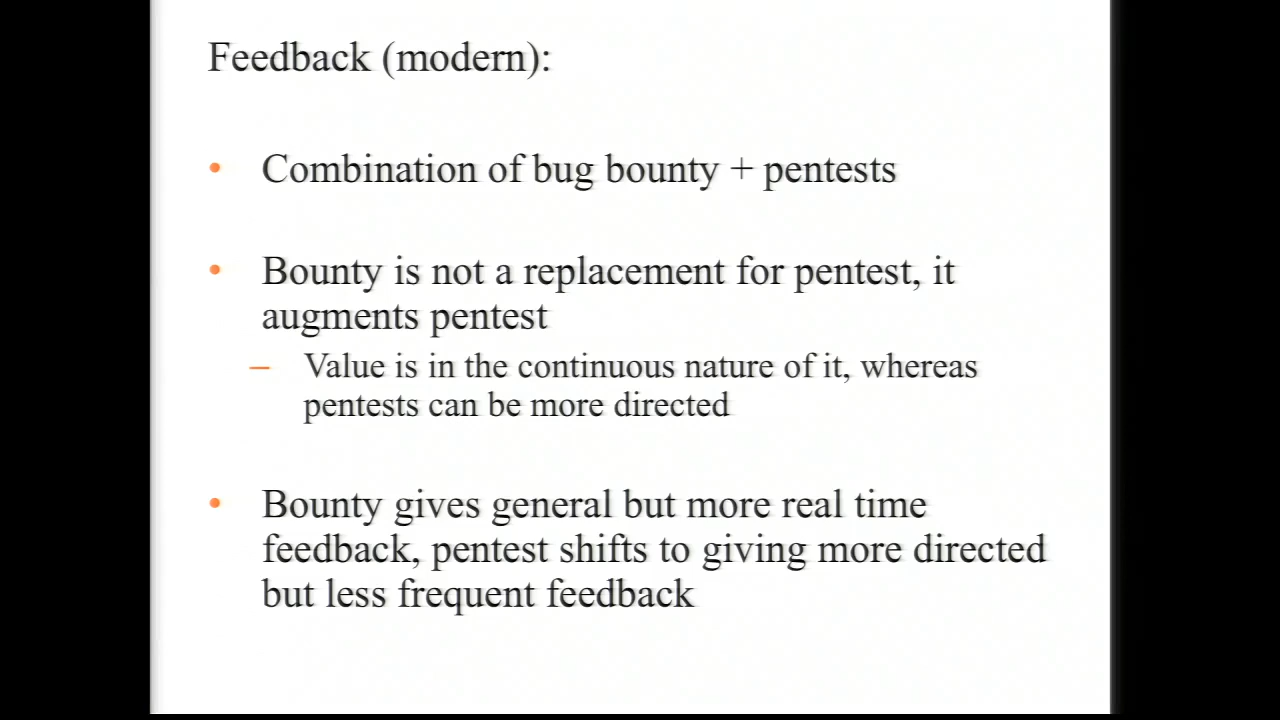 Feedback (modern):
• Combination of bug bounty + pentests
• Bounty is not a replacement for pentest, it
augments pentest
– Value is in the continuous nature of it, whereas
pentests can be more directed
• Bounty gives general but more real time
feedback, pentest shifts to giving more directed
but less frequent feedback